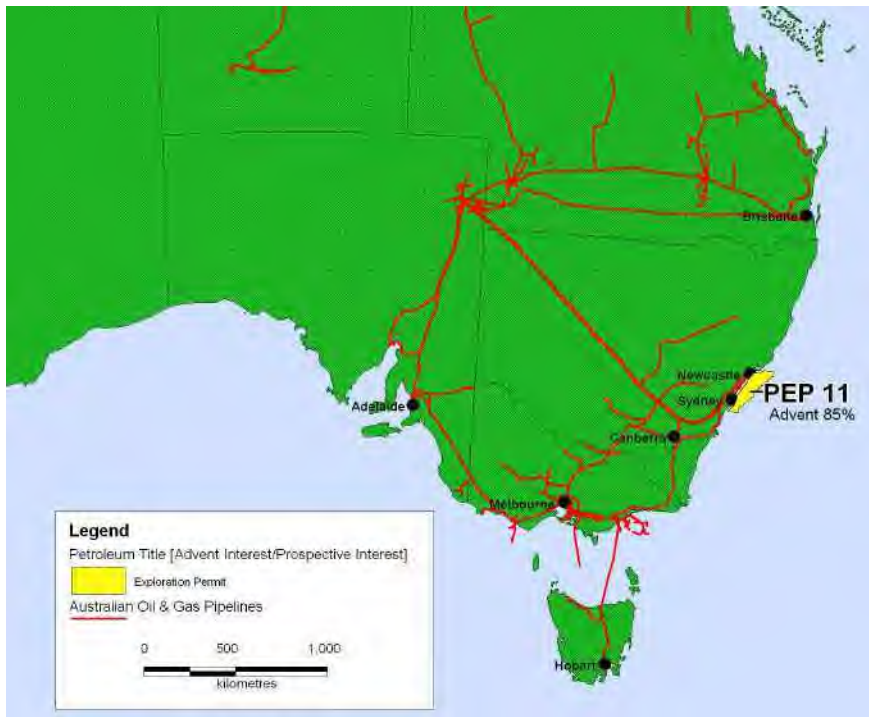 Brisbane
Newcastle
PEP 11
Sydney
Advent 85%
Adelaide
Canberra
Melbourne
Legend
Petroleum Title [Advent Interest/Prospective Interest]
Exploration Permit
Australian Oil & Gas Pipelines
0 500 1,000
kilometres
Hobart